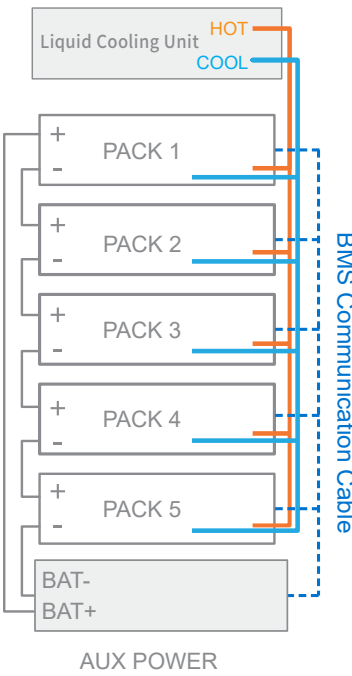 HOT
Liquid Cooling Unit
COOL
+
PACK 1
-
+
PACK 2
-
+
PACK 3
-
+
PACK 4
-
+
PACK 5
-
BMS Communication Cable
BAT-
BAT+
AUX POWER